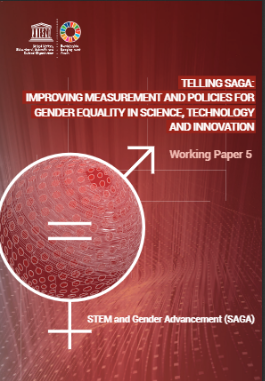 TELLING SAGA:
IMPROVING MEASUREMENT AND POLICIES FOR
GENDER EQUALITY IN SCIENCE, TECHNOLOGY
AND INNOVATION
Working Paper 5
STEM and Gender Advancement (SAGA)